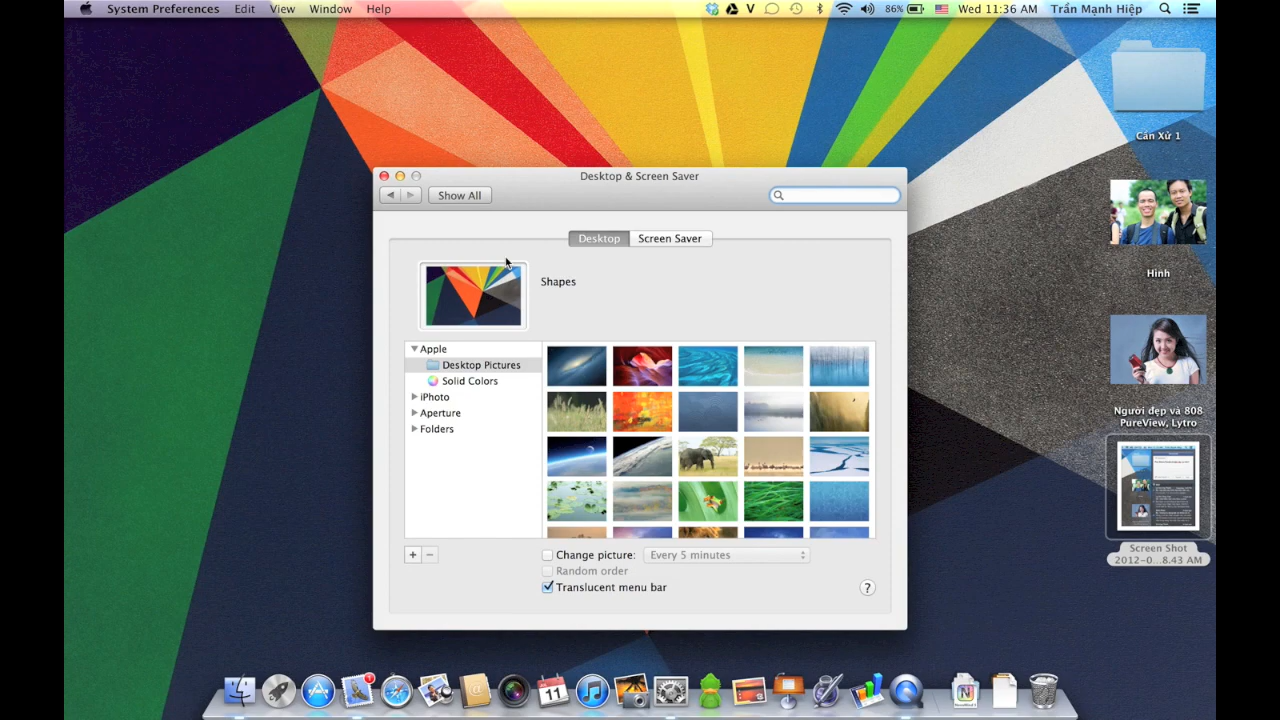 System Preferences Edit View Window Help
V 86% Wed 11:36 AM Trần Mạnh Hiệp
Desktop & Screen Saver
Show All
Desktop Screen Saver
Shapes
Apple
Desktop Pictures
Solid Colors
iPhoto
Aperture
Folders
+ −
Change picture: Every 5 minutes
Random order
Translucent menu bar
?
Cấn Xử 1
Hình
Người đẹp và 808
PureView, Lytro
Screen Shot
2012-0...8.43 AM
1
11